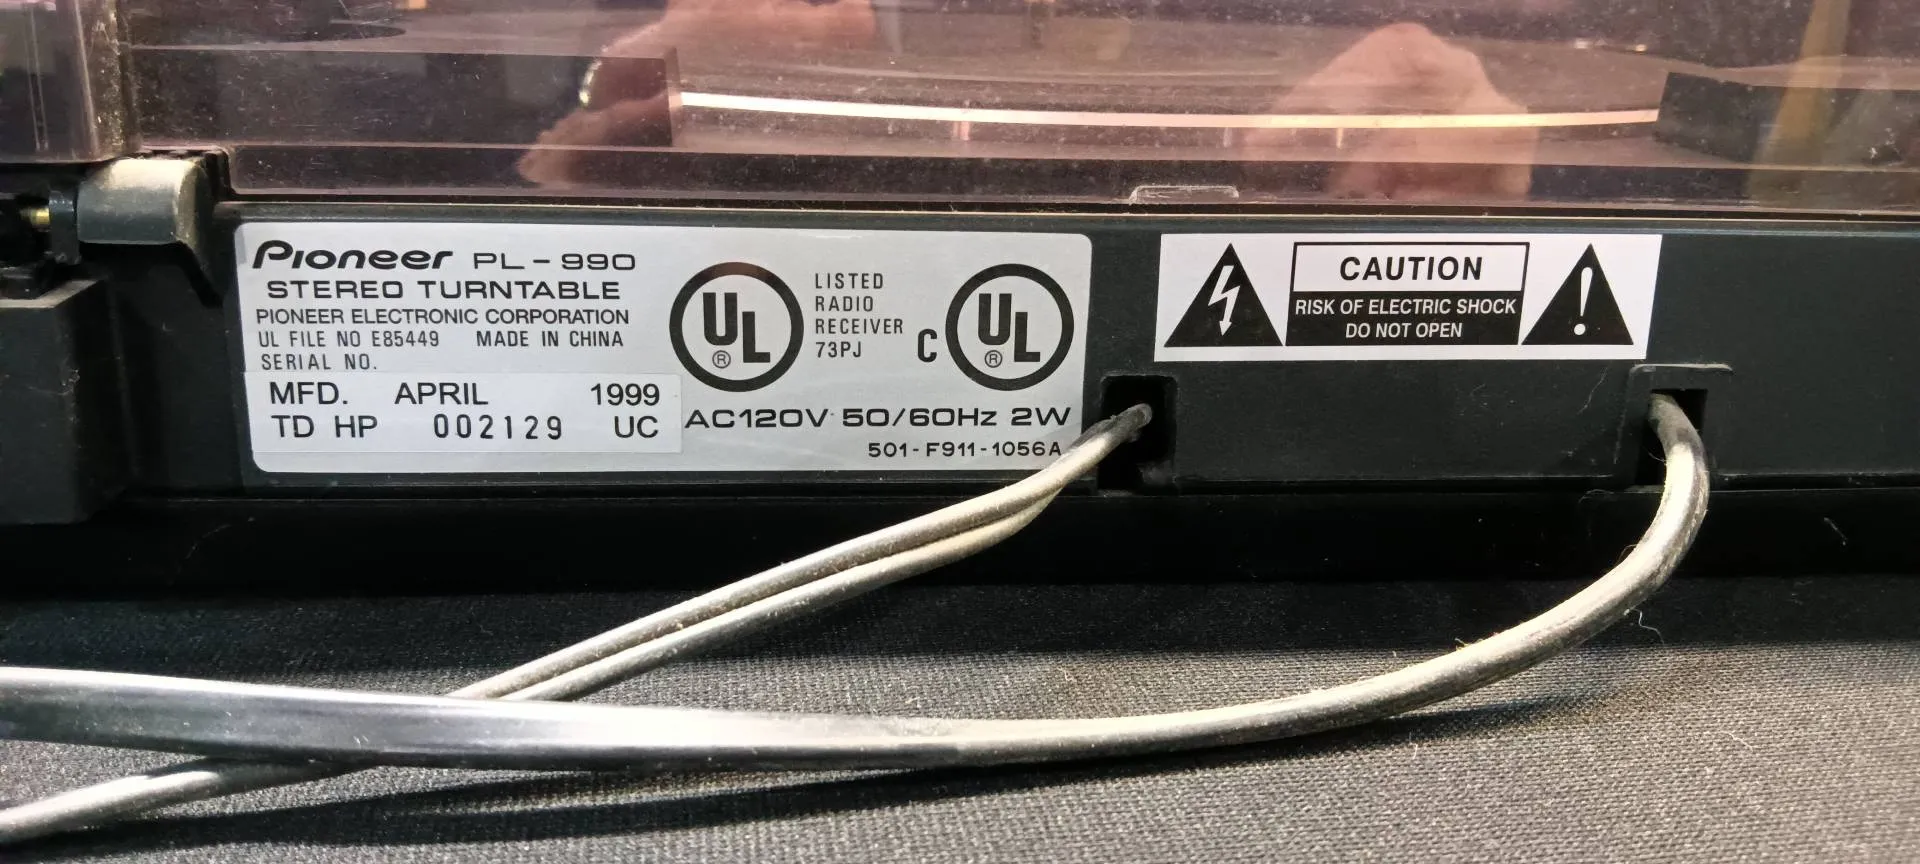 Pioneer PL-990
STEREO TURNTABLE
PIONEER ELECTRONIC CORPORATION
UL FILE NO E85449 MADE IN CHINA
SERIAL NO.
MFD. APRIL 1999
TD HP 002129 UC
UL ®
LISTED
RADIO
RECEIVER
73PJ
C UL ®
AC120V 50/60Hz 2W
501-F911-1056A
CAUTION
RISK OF ELECTRIC SHOCK
DO NOT OPEN
!